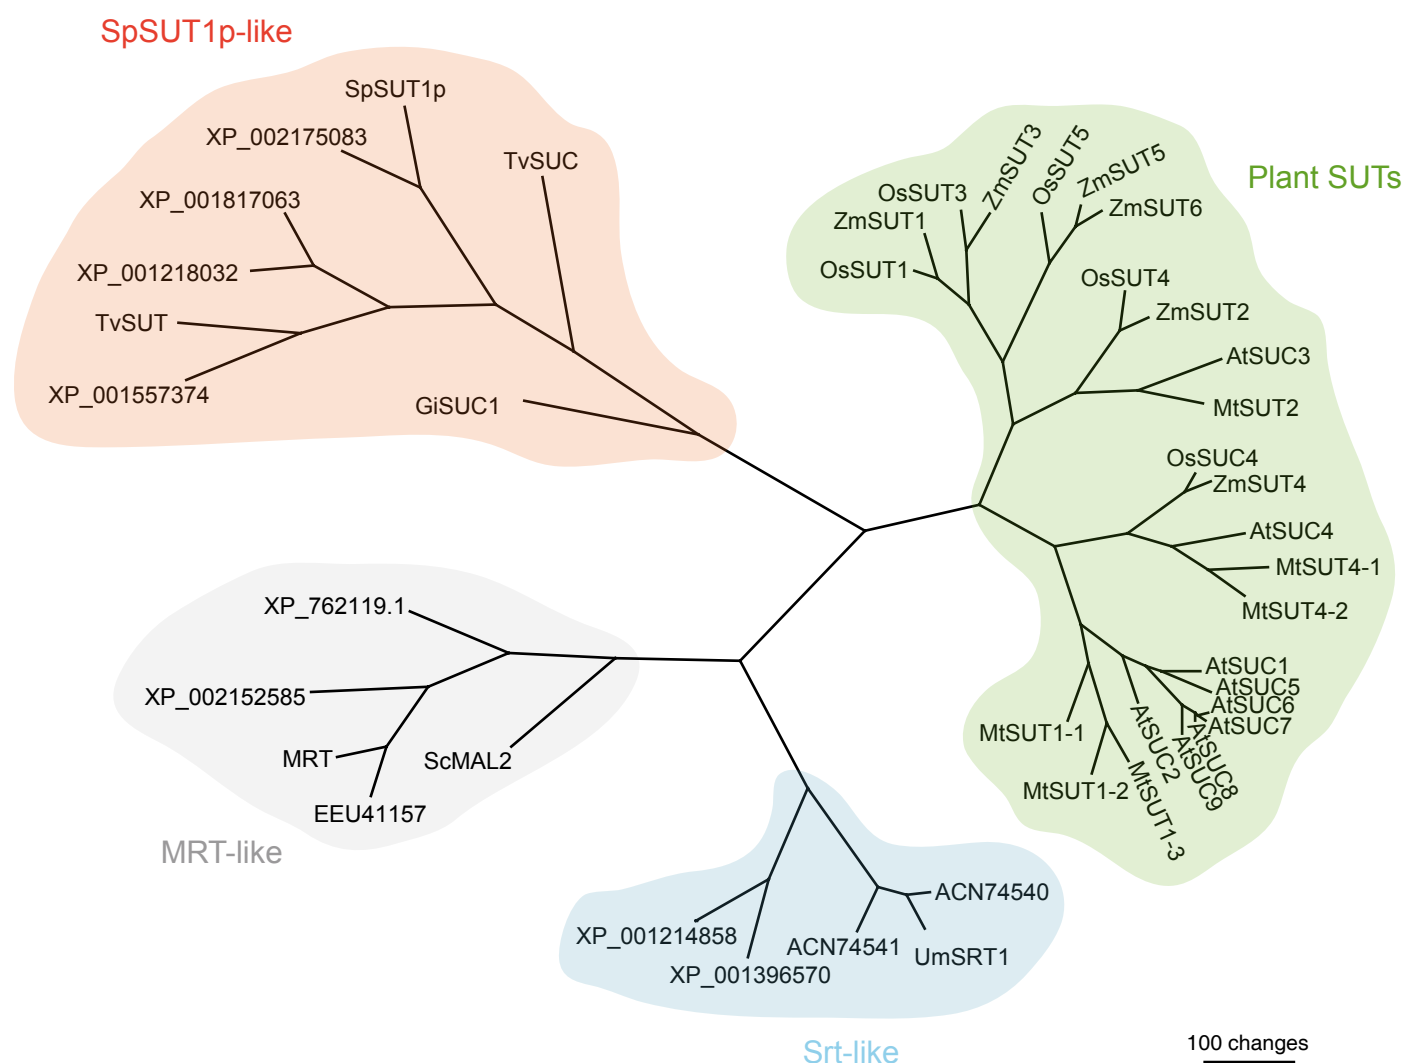 SpSUT1p-like
SpSUT1p
XP_002175083
TvSUC
XP_001817063
XP_001218032
TvSUT
XP_001557374
GiSUC1
Plant SUTs
ZmSUT3
OsSUT5
ZmSUT5
OsSUT3
ZmSUT6
ZmSUT1
OsSUT1
OsSUT4
ZmSUT2
AtSUC3
MtSUT2
OsSUC4
ZmSUT4
AtSUC4
MtSUT4-1
MtSUT4-2
AtSUC1
AtSUC5
AtSUC6
AtSUC7
AtSUC8
AtSUC9
AtSUC2
MtSUT1-1
MtSUT1-2
MtSUT1-3
XP_762119.1
XP_002152585
MRT
ScMAL2
EEU41157
MRT-like
ACN74540
XP_001214858
ACN74541
UmSRT1
XP_001396570
Srt-like
100 changes